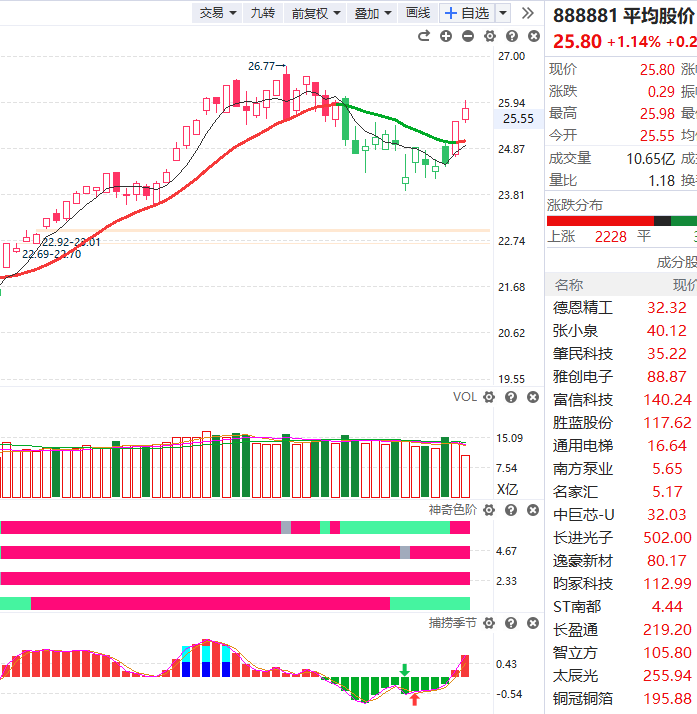 交易 九转 前复权 叠加 画线 自选
888881 平均股价
25.80 +1.14% +0.2
27.00
25.94
25.55
24.87
23.81
22.74
21.68
20.62
19.55
26.77
22.92-23.01
22.69-22.70
现价 25.80 涨
涨跌 0.29 振
最高 25.98 最
今开 25.55 均
成交量 10.65亿 成
量比 1.18 换
涨跌分布
上涨 2228 平
成分股
名称 现价
德恩精工 32.32
张小泉 40.12
肇民科技 35.22
雅创电子 88.87
富信科技 140.24
胜蓝股份 117.62
通用电梯 16.64
南方泵业 5.65
名家汇 5.17
中巨芯-U 32.03
长进光子 502.00
逸豪新材 80.17
昀冢科技 112.99
ST南都 4.44
长盈通 219.20
智立方 105.80
太辰光 255.94
铜冠铜箔 195.88
VOL
15.09
7.54
X亿
神奇色阶
4.67
2.33
捕捞季节
0.43
-0.54